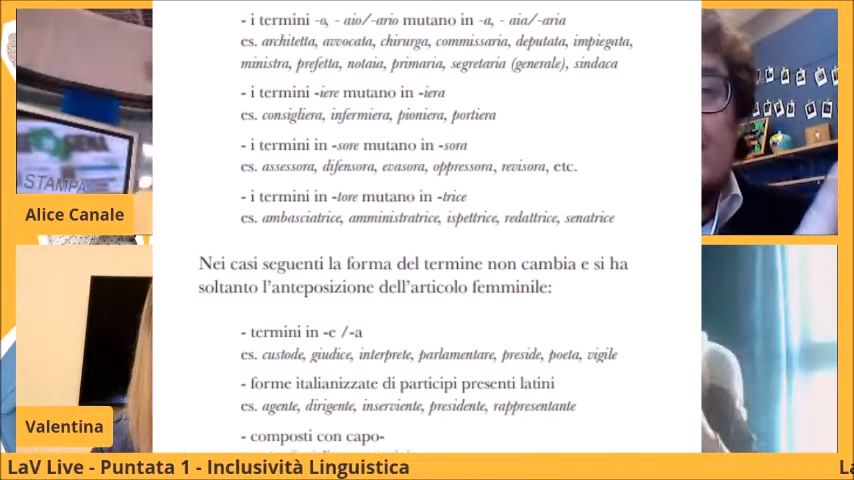 - i termini -o, - aio/-ario mutano in -a, - aia/-aria
es. architetta, avvocata, chirurga, commissaria, deputata, impiegata,
ministra, prefetta, notaia, primaria, segretaria (generale), sindaca
- i termini -iere mutano in -iera
es. consigliera, infermiera, pioniera, portiera
- i termini in -sore mutano in -sora
es. assessora, difensora, evasora, oppressora, revisora, etc.
- i termini in -tore mutano in -trice
es. ambasciatrice, amministratrice, ispettrice, redattrice, senatrice
Nei casi seguenti la forma del termine non cambia e si ha
soltanto l'anteposizione dell'articolo femminile:
- termini in -e /-a
es. custode, giudice, interprete, parlamentare, preside, poeta, vigile
- forme italianizzate di participi presenti latini
es. agente, dirigente, inserviente, presidente, rappresentante
- composti con capo-
STAMPA
Alice Canale
Valentina
LaV Live - Puntata 1 - Inclusività Linguistica
La